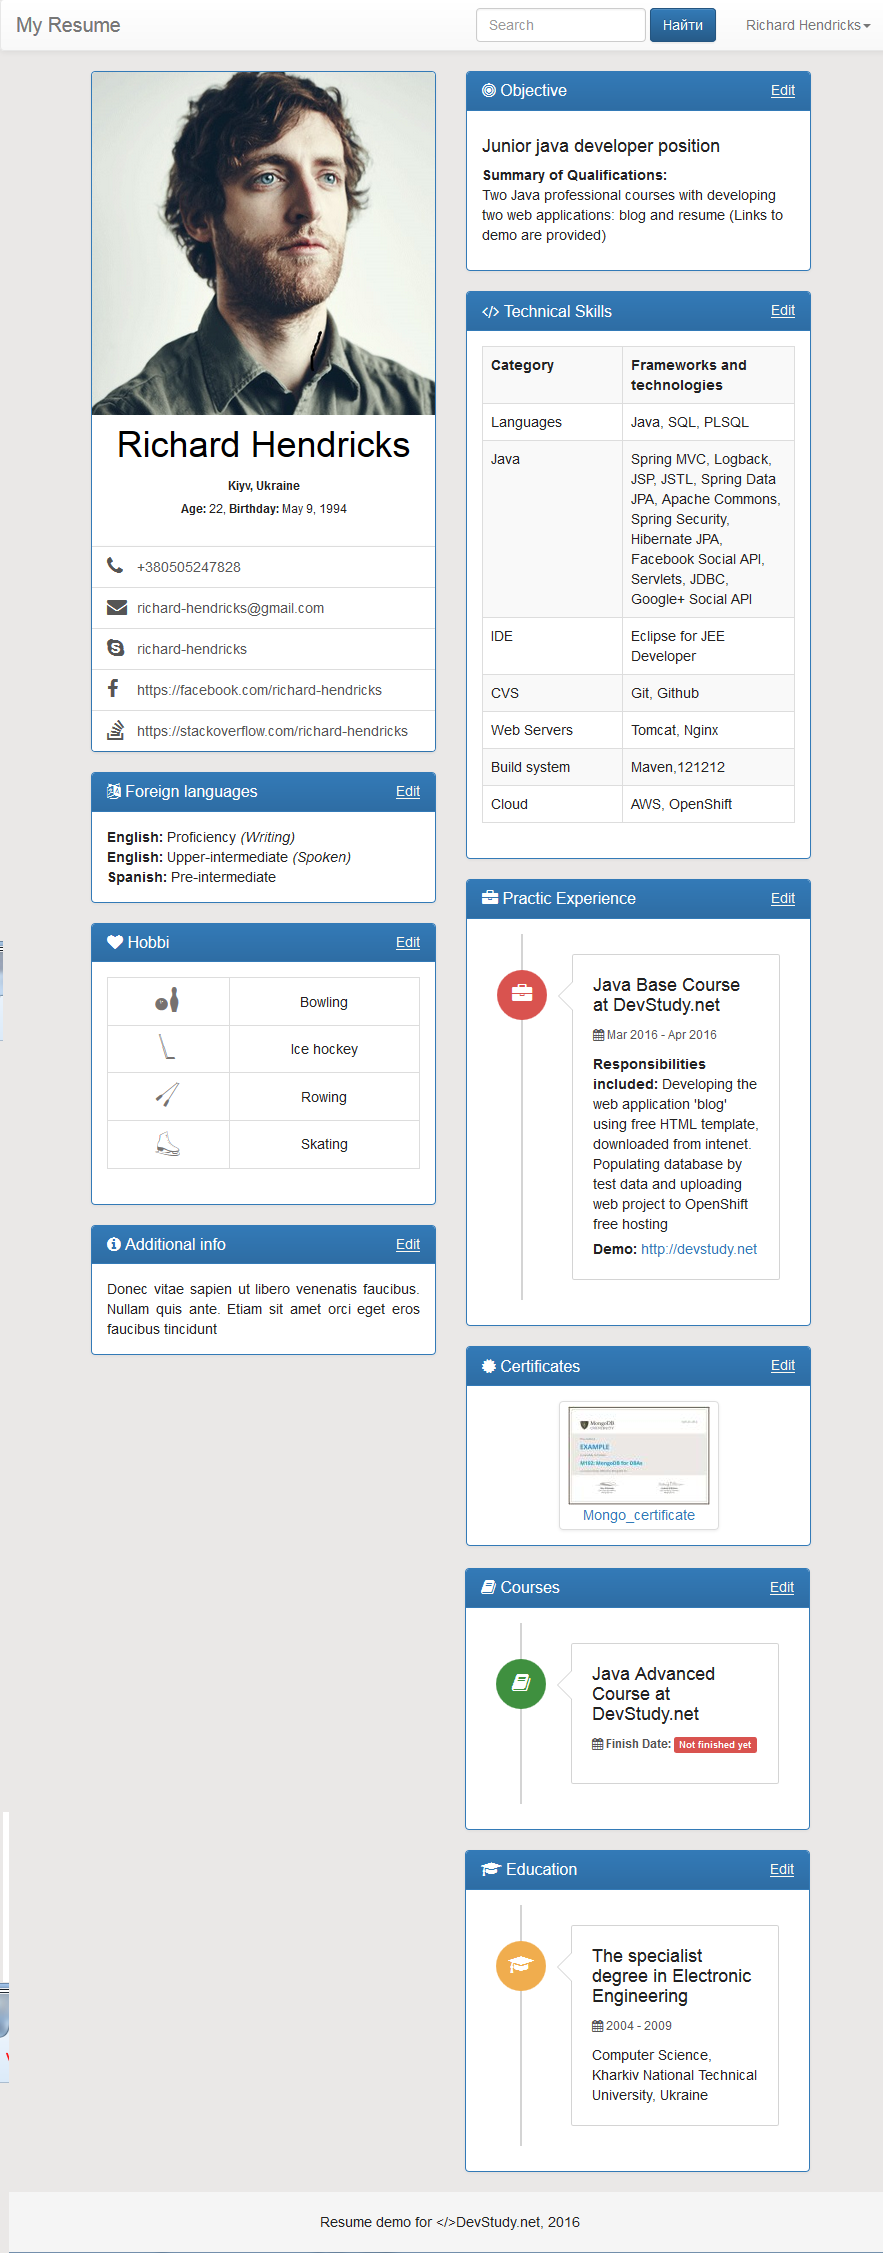 My Resume
Search
Найти
Richard Hendricks
Richard Hendricks
Kiyv, Ukraine
Age: 22, Birthday: May 9, 1994
+380505247828
richard-hendricks@gmail.com
richard-hendricks
https://facebook.com/richard-hendricks
https://stackoverflow.com/richard-hendricks
Foreign languages
Edit
English: Proficiency (Writing)
English: Upper-intermediate (Spoken)
Spanish: Pre-intermediate
Hobbi
Edit
Bowling
Ice hockey
Rowing
Skating
Additional info
Edit
Donec vitae sapien ut libero venenatis faucibus.
Nullam quis ante. Etiam sit amet orci eget eros
faucibus tincidunt
Objective
Edit
Junior java developer position
Summary of Qualifications:
Two Java professional courses with developing
two web applications: blog and resume (Links to
demo are provided)
</> Technical Skills
Edit
Category
Frameworks and
technologies
Languages
Java, SQL, PLSQL
Java
Spring MVC, Logback,
JSP, JSTL, Spring Data
JPA, Apache Commons,
Spring Security,
Hibernate JPA,
Facebook Social API,
Servlets, JDBC,
Google+ Social API
IDE
Eclipse for JEE
Developer
CVS
Git, Github
Web Servers
Tomcat, Nginx
Build system
Maven,121212
Cloud
AWS, OpenShift
Practic Experience
Edit
Java Base Course
at DevStudy.net
Mar 2016 - Apr 2016
Responsibilities
included: Developing the
web application 'blog'
using free HTML template,
downloaded from intenet.
Populating database by
test data and uploading
web project to OpenShift
free hosting
Demo: http://devstudy.net
Certificates
Edit
MongoDB
UNIVERSITY
EXAMPLE
M102: MongoDB for DBAs
Mongo_certificate
Courses
Edit
Java Advanced
Course at
DevStudy.net
Finish Date: Not finished yet
Education
Edit
The specialist
degree in Electronic
Engineering
2004 - 2009
Computer Science,
Kharkiv National Technical
University, Ukraine
Resume demo for </>DevStudy.net, 2016